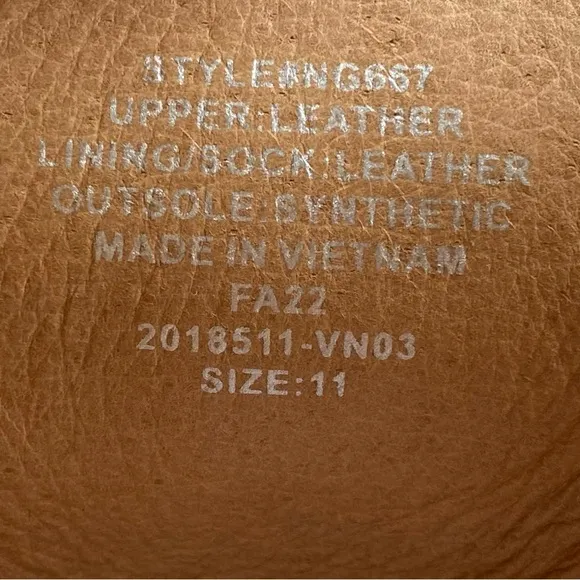 STYLE#NG667
UPPER:LEATHER
LINING/SOCK:LEATHER
OUTSOLE:SYNTHETIC
MADE IN VIETNAM
FA22
2018511-VN03
SIZE:11